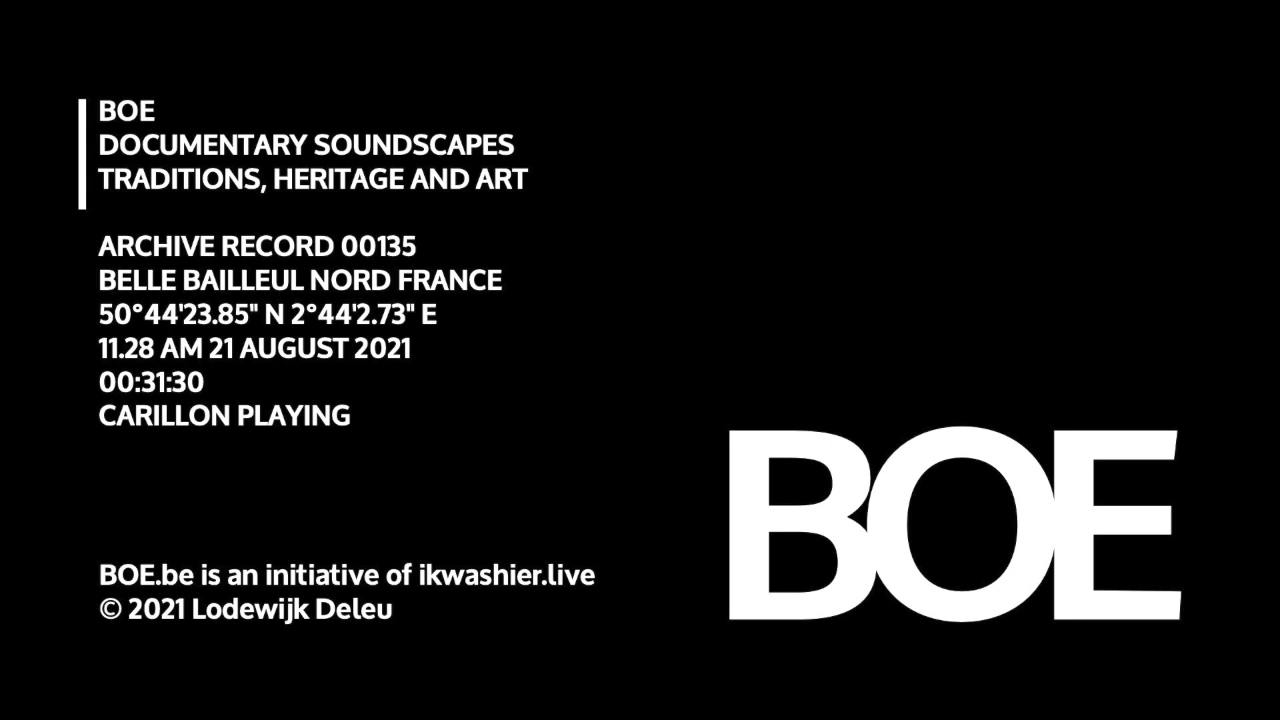 BOE
DOCUMENTARY SOUNDSCAPES
TRADITIONS, HERITAGE AND ART
ARCHIVE RECORD 00135
BELLE BAILLEUL NORD FRANCE
50°44'23.85" N 2°44'2.73" E
11.28 AM 21 AUGUST 2021
00:31:30
CARILLON PLAYING
BOE.be is an initiative of ikwashier.live
© 2021 Lodewijk Deleu
BOE